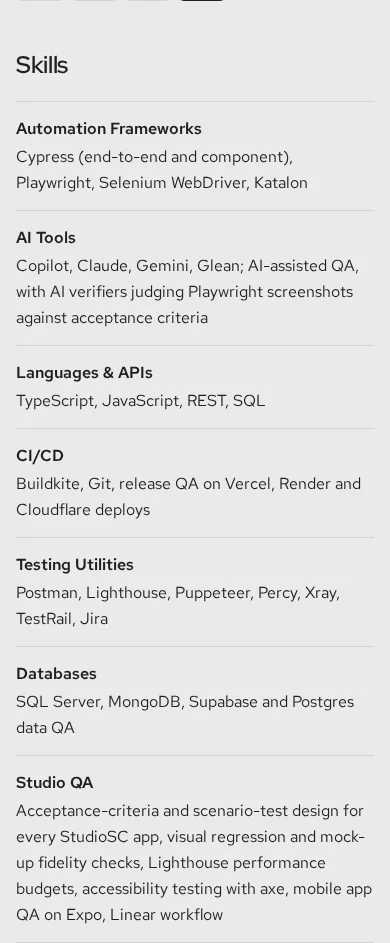 Skills
Automation Frameworks
Cypress (end-to-end and component),
Playwright, Selenium WebDriver, Katalon
AI Tools
Copilot, Claude, Gemini, Glean; AI-assisted QA,
with AI verifiers judging Playwright screenshots
against acceptance criteria
Languages & APIs
TypeScript, JavaScript, REST, SQL
CI/CD
Buildkite, Git, release QA on Vercel, Render and
Cloudflare deploys
Testing Utilities
Postman, Lighthouse, Puppeteer, Percy, Xray,
TestRail, Jira
Databases
SQL Server, MongoDB, Supabase and Postgres
data QA
Studio QA
Acceptance-criteria and scenario-test design for
every StudioSC app, visual regression and mock-
up fidelity checks, Lighthouse performance
budgets, accessibility testing with axe, mobile app
QA on Expo, Linear workflow